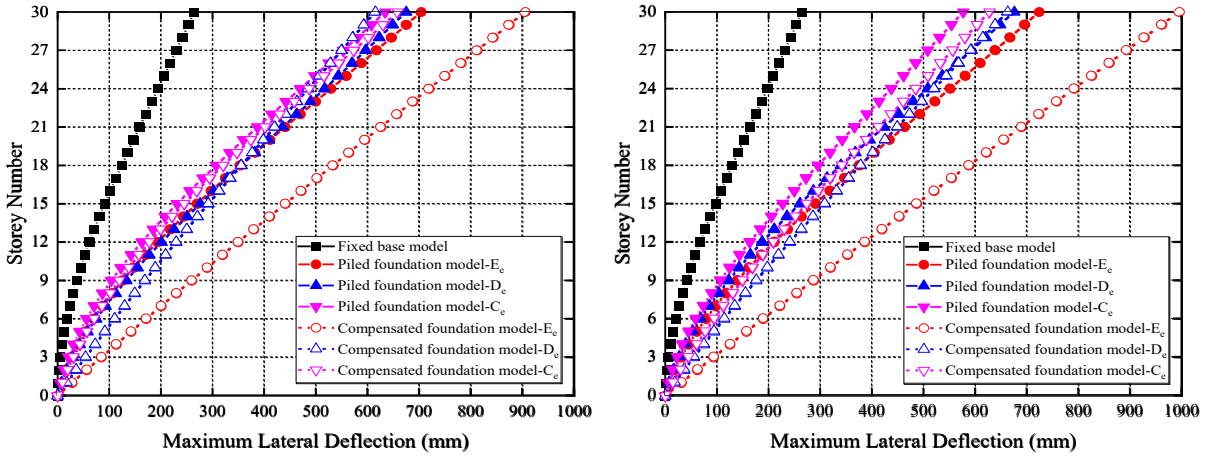 Storey Number
30
27
24
21
18
15
12
9
6
3
0
Fixed base model
Piled foundation model-Ee
Piled foundation model-De
Piled foundation model-Ce
Compensated foundation model-Ee
Compensated foundation model-De
Compensated foundation model-Ce
0 100 200 300 400 500 600 700 800 900 1000
Maximum Lateral Deflection (mm)
Storey Number
30
27
24
21
18
15
12
9
6
3
0
Fixed base model
Piled foundation model-Ee
Piled foundation model-De
Piled foundation model-Ce
Compensated foundation model-Ee
Compensated foundation model-De
Compensated foundation model-Ce
0 100 200 300 400 500 600 700 800 900 1000
Maximum Lateral Deflection (mm)